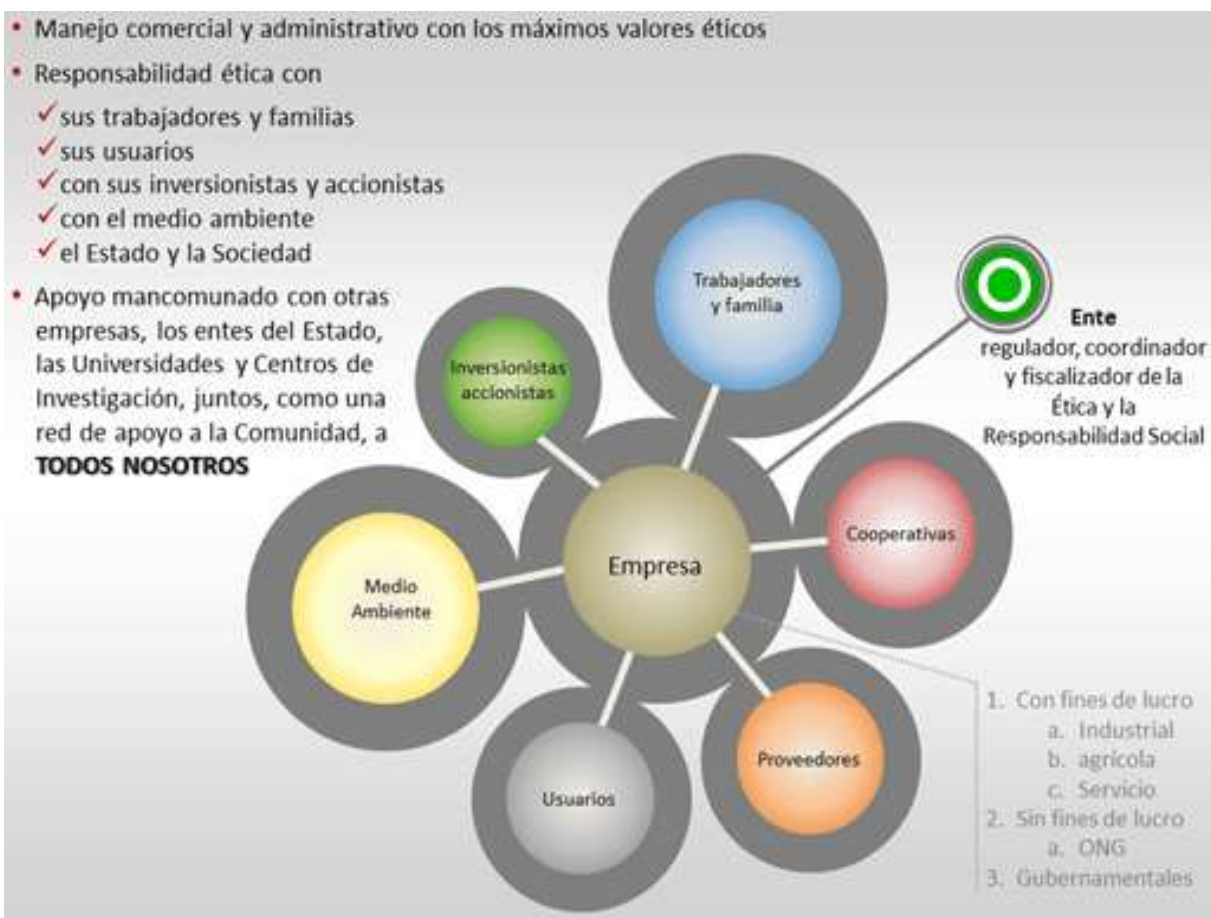 • Manejo comercial y administrativo con los máximos valores éticos
• Responsabilidad ética con
✓ sus trabajadores y familias
✓ sus usuarios
✓ con sus inversionistas y accionistas
✓ con el medio ambiente
✓ el Estado y la Sociedad
• Apoyo mancomunado con otras
empresas, los entes del Estado,
las Universidades y Centros de
Investigación, juntos, como una
red de apoyo a la Comunidad, a
TODOS NOSOTROS
Trabajadores
y familia
Ente
regulador, coordinador
y fiscalizador de la
Ética y la
Responsabilidad Social
Inversionistas
accionistas
Cooperativas
Empresa
Medio
Ambiente
Proveedores
Usuarios
1. Con fines de lucro
a. Industrial
b. agrícola
c. Servicio
2. Sin fines de lucro
a. ONG
3. Gubernamentales